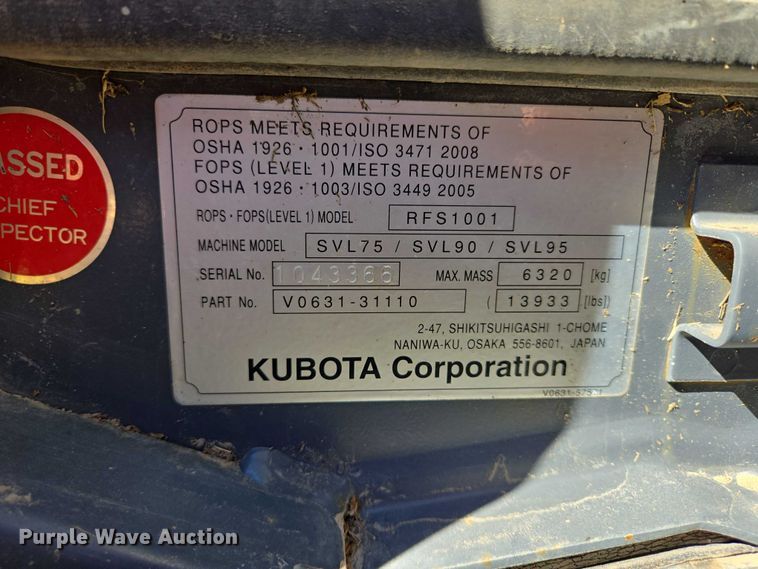 ASSED
CHIEF
PECTOR
ROPS MEETS REQUIREMENTS OF
OSHA 1926・1001/ISO 3471 2008
FOPS (LEVEL 1) MEETS REQUIREMENTS OF
OSHA 1926・1003/ISO 3449 2005
ROPS・FOPS(LEVEL 1) MODEL RFS1001
MACHINE MODEL SVL75 / SVL90 / SVL95
SERIAL No. 1043366 MAX. MASS 6320 [kg]
PART No. V0631-31110 ( 13933 [lbs])
2-47, SHIKITSUHIGASHI 1-CHOME
NANIWA-KU, OSAKA 556-8601, JAPAN
KUBOTA Corporation
Purple Wave Auction